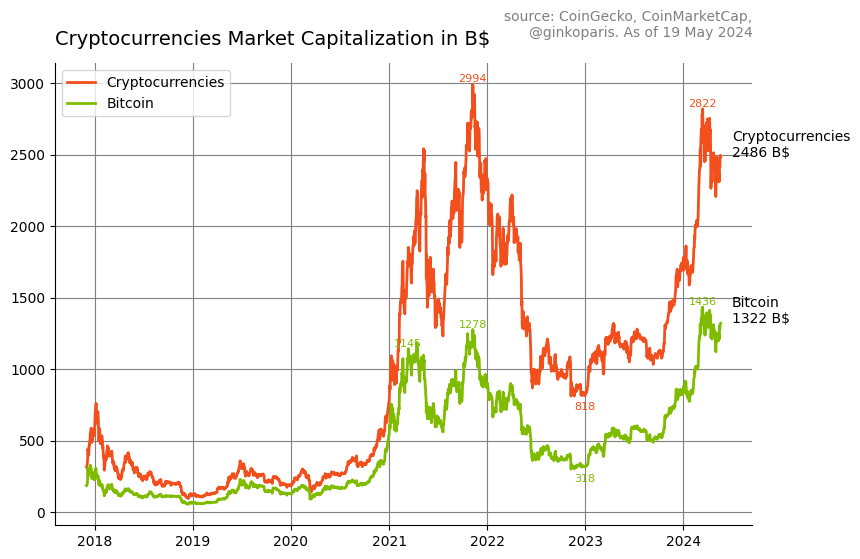 source: CoinGecko, CoinMarketCap,
@ginkoparis. As of 19 May 2024
Cryptocurrencies Market Capitalization in B$
Cryptocurrencies
Bitcoin
3000
2500
2000
1500
1000
500
0
2994
2822
Cryptocurrencies
2486 B$
1436
Bitcoin
1322 B$
1278
1145
818
318
2018
2019
2020
2021
2022
2023
2024